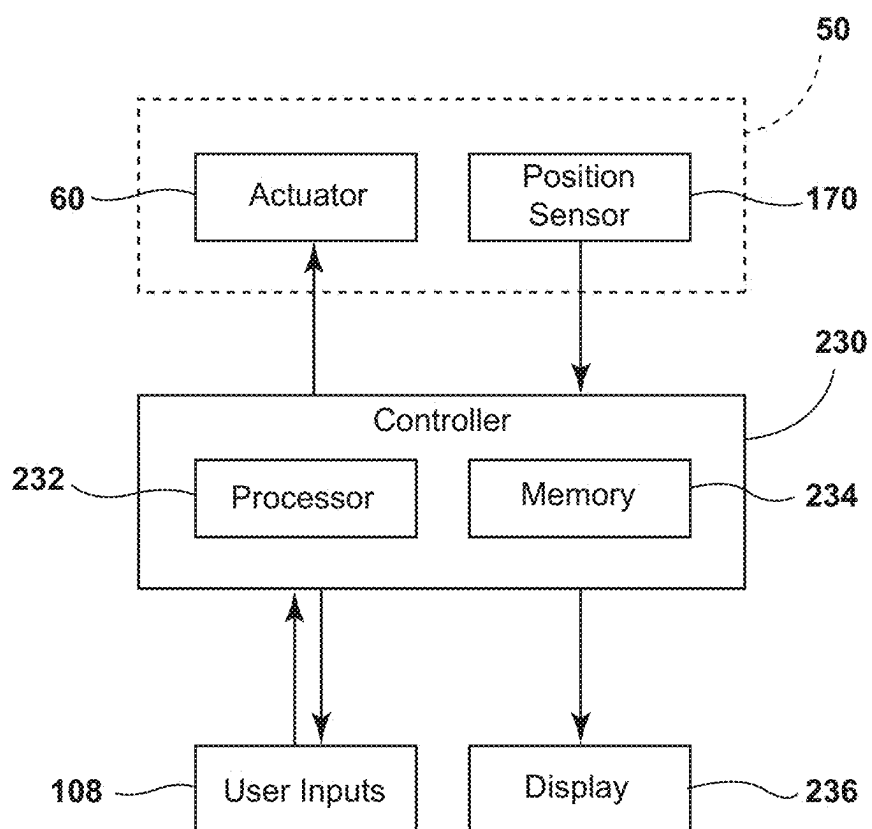 50
60
Actuator
Position
Sensor
170
230
Controller
232
Processor
Memory
234
108
User Inputs
Display
236